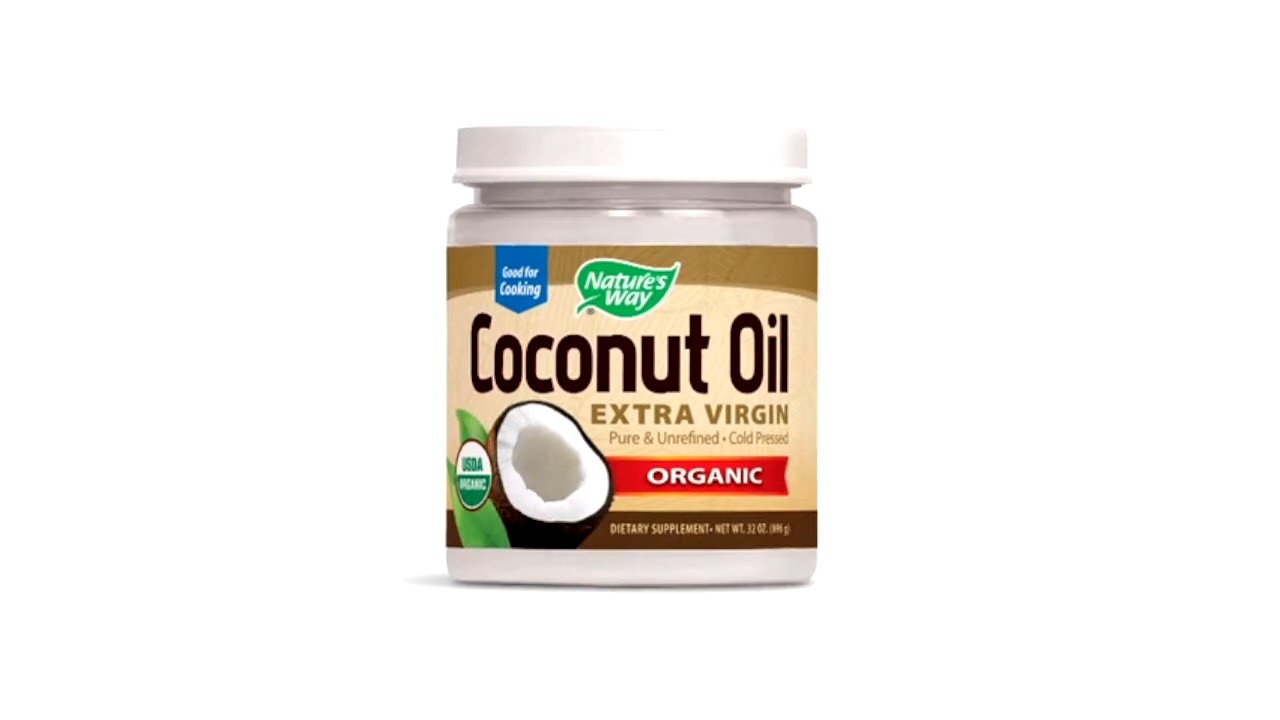 Good for
Cooking
Nature's
Way
®
Coconut Oil
EXTRA VIRGIN
Pure & Unrefined • Cold Pressed
USDA
ORGANIC
ORGANIC
DIETARY SUPPLEMENT• NET WT. 32 OZ. (896 g)